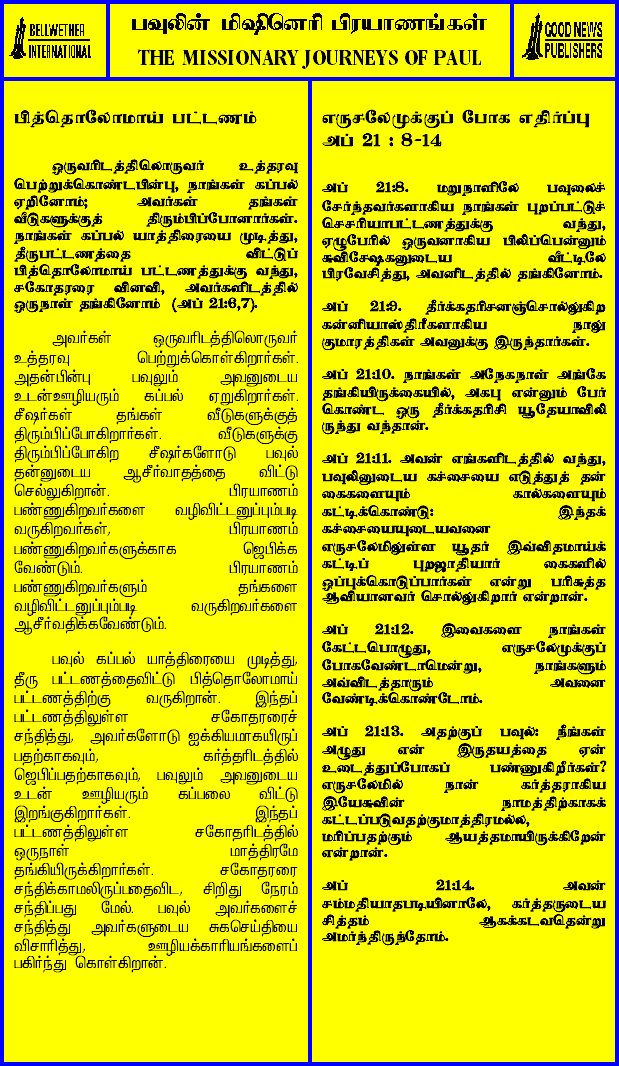 BELLWETHER
INTERNATIONAL
பவுலின் மிஷினெரி பிரயாணங்கள்
THE MISSIONARY JOURNEYS OF PAUL
GOOD NEWS
PUBLISHERS
பித்தொலோமாய் பட்டணம்
ஒருவரிடத்திலொருவர் உத்தரவு
பெற்றுக்கொண்டபின்பு, நாங்கள் கப்பல்
ஏறினோம்; அவர்கள் தங்கள்
வீடுகளுக்குத் திரும்பிப்போனார்கள்.
நாங்கள் கப்பல் யாத்திரையை முடித்து,
தீருபட்டணத்தை விட்டுப்
பித்தொலோமாய் பட்டணத்துக்கு வந்து,
சகோதரரை வினவி, அவர்களிடத்தில்
ஒருநாள் தங்கினோம் (அப் 21:6,7).
அவர்கள் ஒருவரிடத்திலொருவர்
உத்தரவு பெற்றுக்கொள்கிறார்கள்.
அதன்பின்பு பவுலும் அவனுடைய
உடன்ஊழியரும் கப்பல் ஏறுகிறார்கள்.
சீஷர்கள் தங்கள் வீடுகளுக்குத்
திரும்பிப்போகிறார்கள். வீடுகளுக்கு
திரும்பிப்போகிற சீஷர்களோடு பவுல்
தன்னுடைய ஆசீர்வாதத்தை விட்டு
செல்லுகிறான். பிரயாணம்
பண்ணுகிறவர்களை வழிவிட்டனுப்பும்படி
வருகிறவர்கள், பிரயாணம்
பண்ணுகிறவர்களுக்காக ஜெபிக்க
வேண்டும். பிரயாணம்
பண்ணுகிறவர்களும் தங்களை
வழிவிட்டனுப்பும்படி வருகிறவர்களை
ஆசீர்வதிக்கவேண்டும்.
பவுல் கப்பல் யாத்திரையை முடித்து,
தீரு பட்டணத்தைவிட்டு பித்தொலோமாய்
பட்டணத்திற்கு வருகிறான். இந்தப்
பட்டணத்திலுள்ள சகோதரரைச்
சந்தித்து, அவர்களோடு ஐக்கியமாகயிருப்
பதற்காகவும், கர்த்தரிடத்தில்
ஜெபிப்பதற்காகவும், பவுலும் அவனுடைய
உடன் ஊழியரும் கப்பலை விட்டு
இறங்குகிறார்கள். இந்தப்
பட்டணத்திலுள்ள சகோதரிடத்தில்
ஒருநாள் மாத்திரமே
தங்கியிருக்கிறார்கள். சகோதரரை
சந்திக்காமலிருப்பதைவிட, சிறிது நேரம்
சந்திப்பது மேல். பவுல் அவர்களைச்
சந்தித்து அவர்களுடைய சுகசெய்தியை
விசாரித்து, ஊழியக்காரியங்களைப்
பகிர்ந்து கொள்கிறான்.
எருசலேமுக்குப் போக எதிர்ப்பு
அப் 21 : 8-14
அப் 21:8. மறுநாளிலே பவுலைச்
சேர்ந்தவர்களாகிய நாங்கள் புறப்பட்டுச்
செசரியாபட்டணத்துக்கு வந்து,
ஏழுபேரில் ஒருவனாகிய பிலிப்பென்னும்
சுவிசேஷகனுடைய வீட்டிலே
பிரவேசித்து, அவனிடத்தில் தங்கினோம்.
அப் 21:9. தீர்க்கதரிசனஞ்சொல்லுகிற
கன்னியாஸ்திரீகளாகிய நாலு
குமாரத்திகள் அவனுக்கு இருந்தார்கள்.
அப் 21:10. நாங்கள் அநேகநாள் அங்கே
தங்கியிருக்கையில், அகபு என்னும் பேர்
கொண்ட ஒரு தீர்க்கதரிசி யூதேயாவிலி
ருந்து வந்தான்.
அப் 21:11. அவன் எங்களிடத்தில் வந்து,
பவுலினுடைய கச்சையை எடுத்துத் தன்
கைகளையும் கால்களையும்
கட்டிக்கொண்டு: இந்தக்
கச்சையையுடையவனை
எருசலேமிலுள்ள யூதர் இவ்விதமாய்க்
கட்டிப் புறஜாதியார் கைகளில்
ஒப்புக்கொடுப்பார்கள் என்று பரிசுத்த
ஆவியானவர் சொல்லுகிறார் என்றான்.
அப் 21:12. இவைகளை நாங்கள்
கேட்டபொழுது, எருசலேமுக்குப்
போகவேண்டாமென்று, நாங்களும்
அவ்விடத்தாரும் அவனை
வேண்டிக்கொண்டோம்.
அப் 21:13. அதற்குப் பவுல்: நீங்கள்
அழுது என் இருதயத்தை ஏன்
உடைத்துப்போகப் பண்ணுகிறீர்கள்?
எருசலேமில் நான் கர்த்தராகிய
இயேசுவின் நாமத்திற்காகக்
கட்டப்படுவதற்குமாத்திரமல்ல,
மரிப்பதற்கும் ஆயத்தமாயிருக்கிறேன்
என்றான்.
அப் 21:14. அவன்
சம்மதியாதபடியினாலே, கர்த்தருடைய
சித்தம் ஆகக்கடவதென்று
அமர்ந்திருந்தோம்.